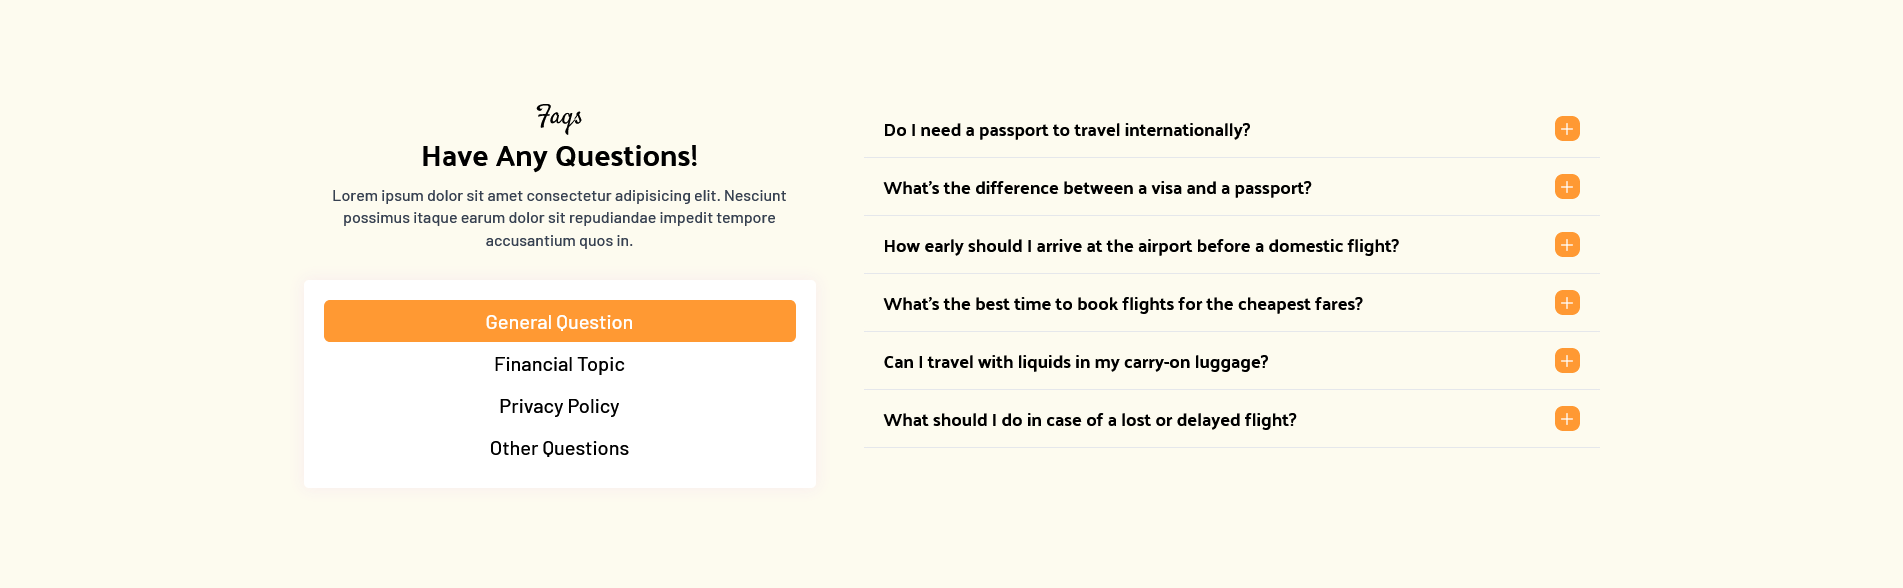 Faqs
Have Any Questions!
Lorem ipsum dolor sit amet consectetur adipisicing elit. Nesciunt
possimus itaque earum dolor sit repudiandae impedit tempore
accusantium quos in.
General Question
Financial Topic
Privacy Policy
Other Questions
Do I need a passport to travel internationally?
What's the difference between a visa and a passport?
How early should I arrive at the airport before a domestic flight?
What's the best time to book flights for the cheapest fares?
Can I travel with liquids in my carry-on luggage?
What should I do in case of a lost or delayed flight?